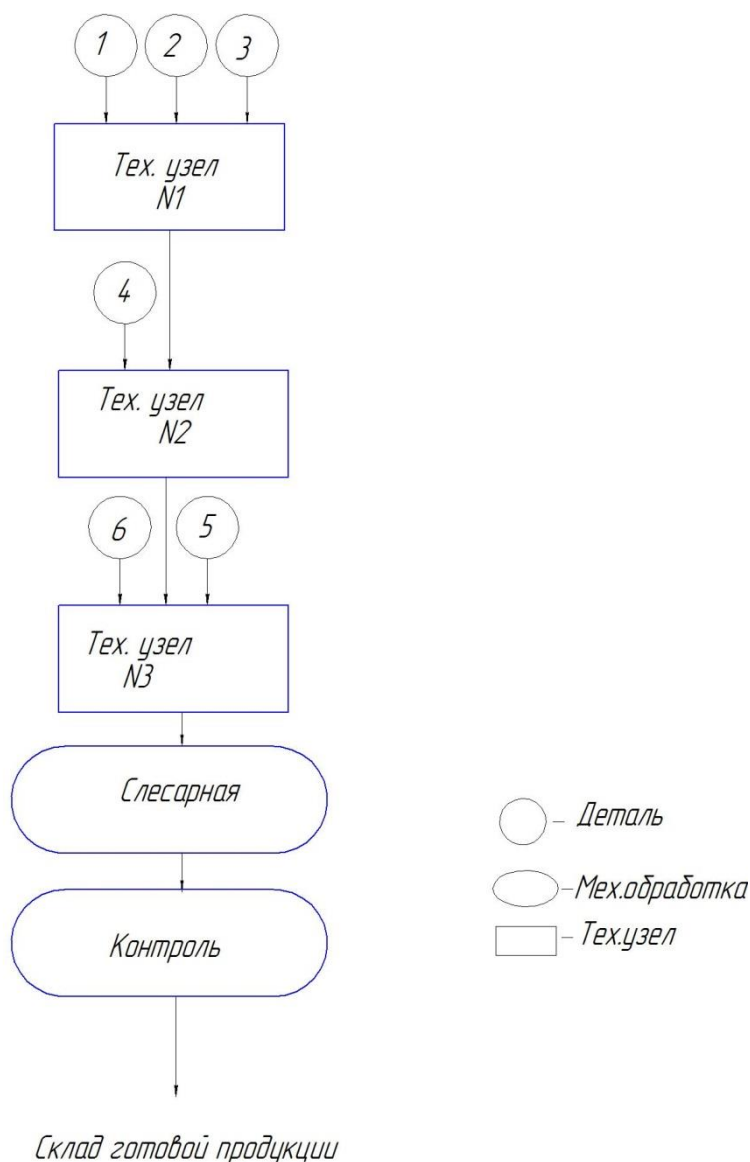 1 2 3
Тех. узел
N1
4
Тех. узел
N2
6 5
Тех. узел
N3
Слесарная
Контроль
Склад готовой продукции
– Деталь
–Мех.обработка
– Тех.узел